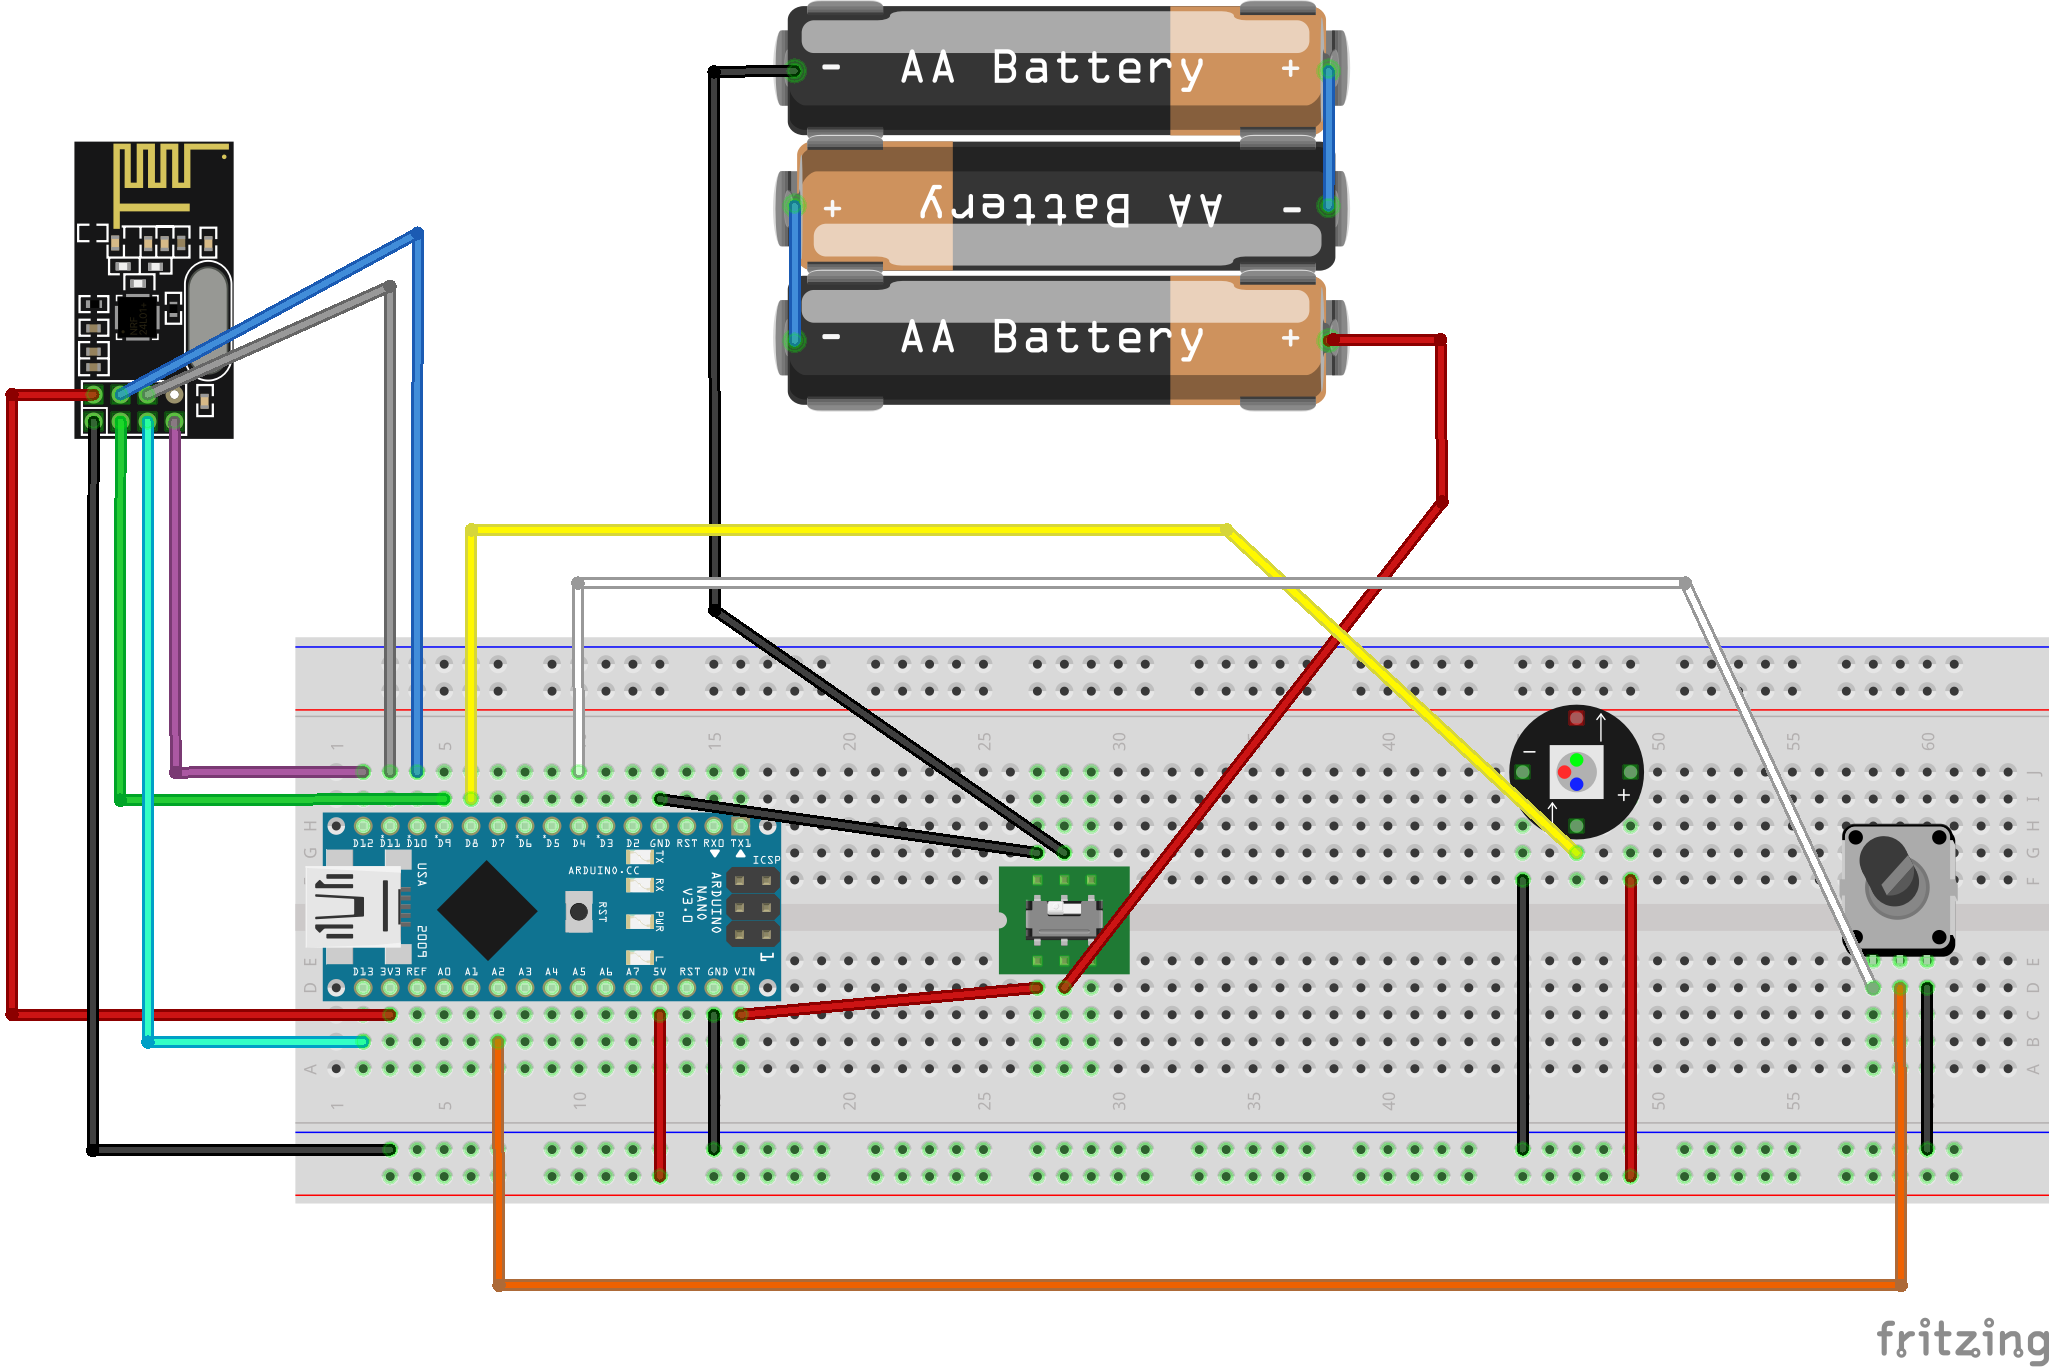 - AA Battery +
+ AA Battery -
- AA Battery +
1 5 15 20 25 30 40 50 55 60
J
I
H
G
F
- +
D12 D11 D10 D9 D8 D7 D6 D5 D4 D3 D2 GND RST RX0 TX1
ICSP
ARDUINO.CC
TX
RX
PWR
L
RST
ARDUINO
NANO
V3.0
USA
2009
1
D13 3V3 REF A0 A1 A2 A3 A4 A5 A6 A7 5V RST GND VIN
E
D
C
B
A
1 5 10 20 25 30 35 40 50 55
fritzing